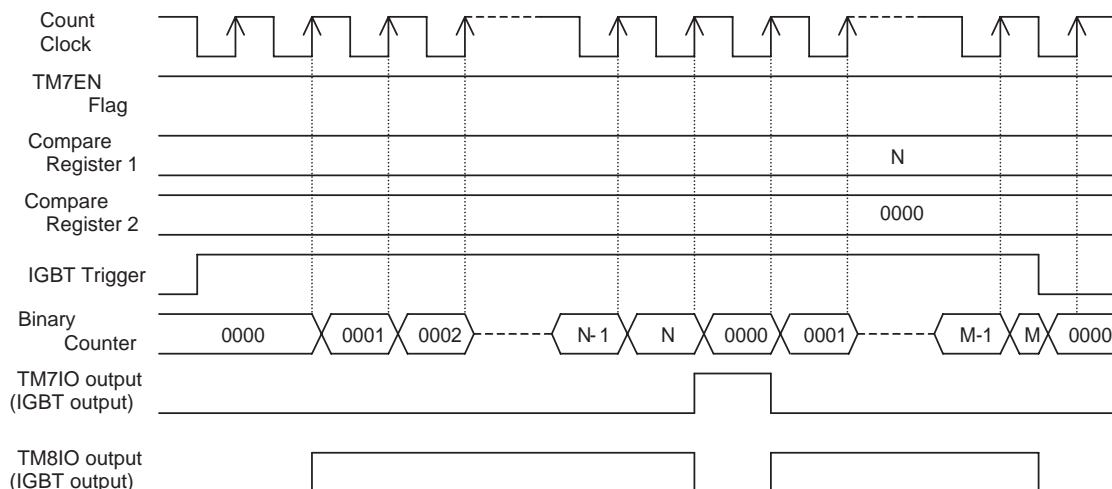 Count
Clock
TM7EN
Flag
Compare
Register 1
N
Compare
Register 2
0000
IGBT Trigger
Binary
Counter
0000 0001 0002 N-1 N 0000 0001 M-1 M 0000
TM7IO output
(IGBT output)
TM8IO output
(IGBT output)